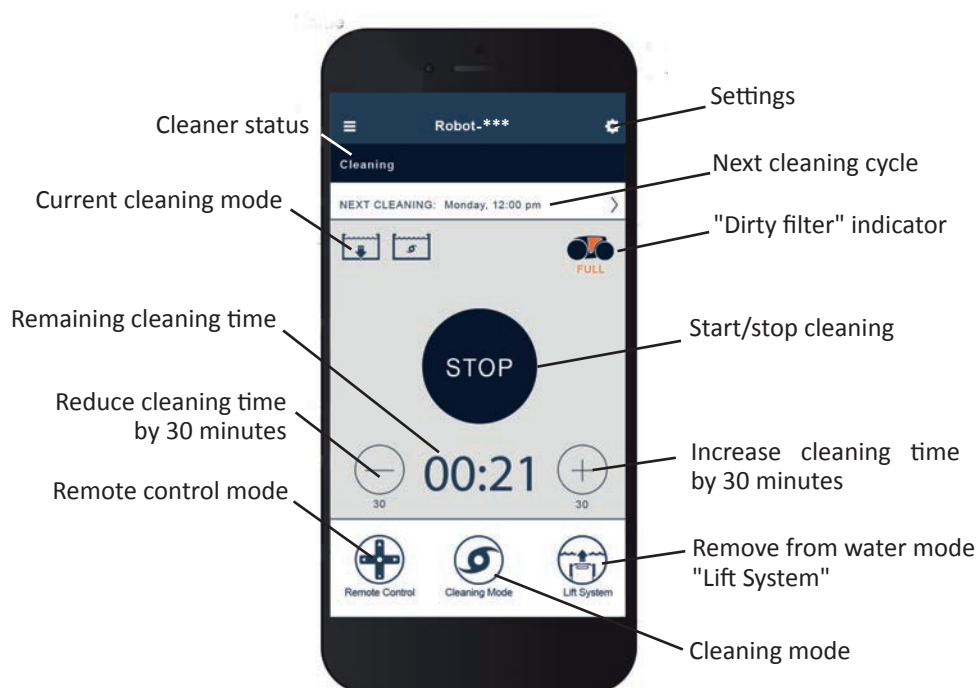 Settings
Cleaner status
Robot-***
Cleaning
Next cleaning cycle
Current cleaning mode
NEXT CLEANING: Monday, 12:00 pm
"Dirty filter" indicator
FULL
Remaining cleaning time
Start/stop cleaning
STOP
Reduce cleaning time
by 30 minutes
00:21
30
30
Increase cleaning time
by 30 minutes
Remote control mode
Remove from water mode
"Lift System"
Remote Control
Cleaning Mode
Lift System
Cleaning mode